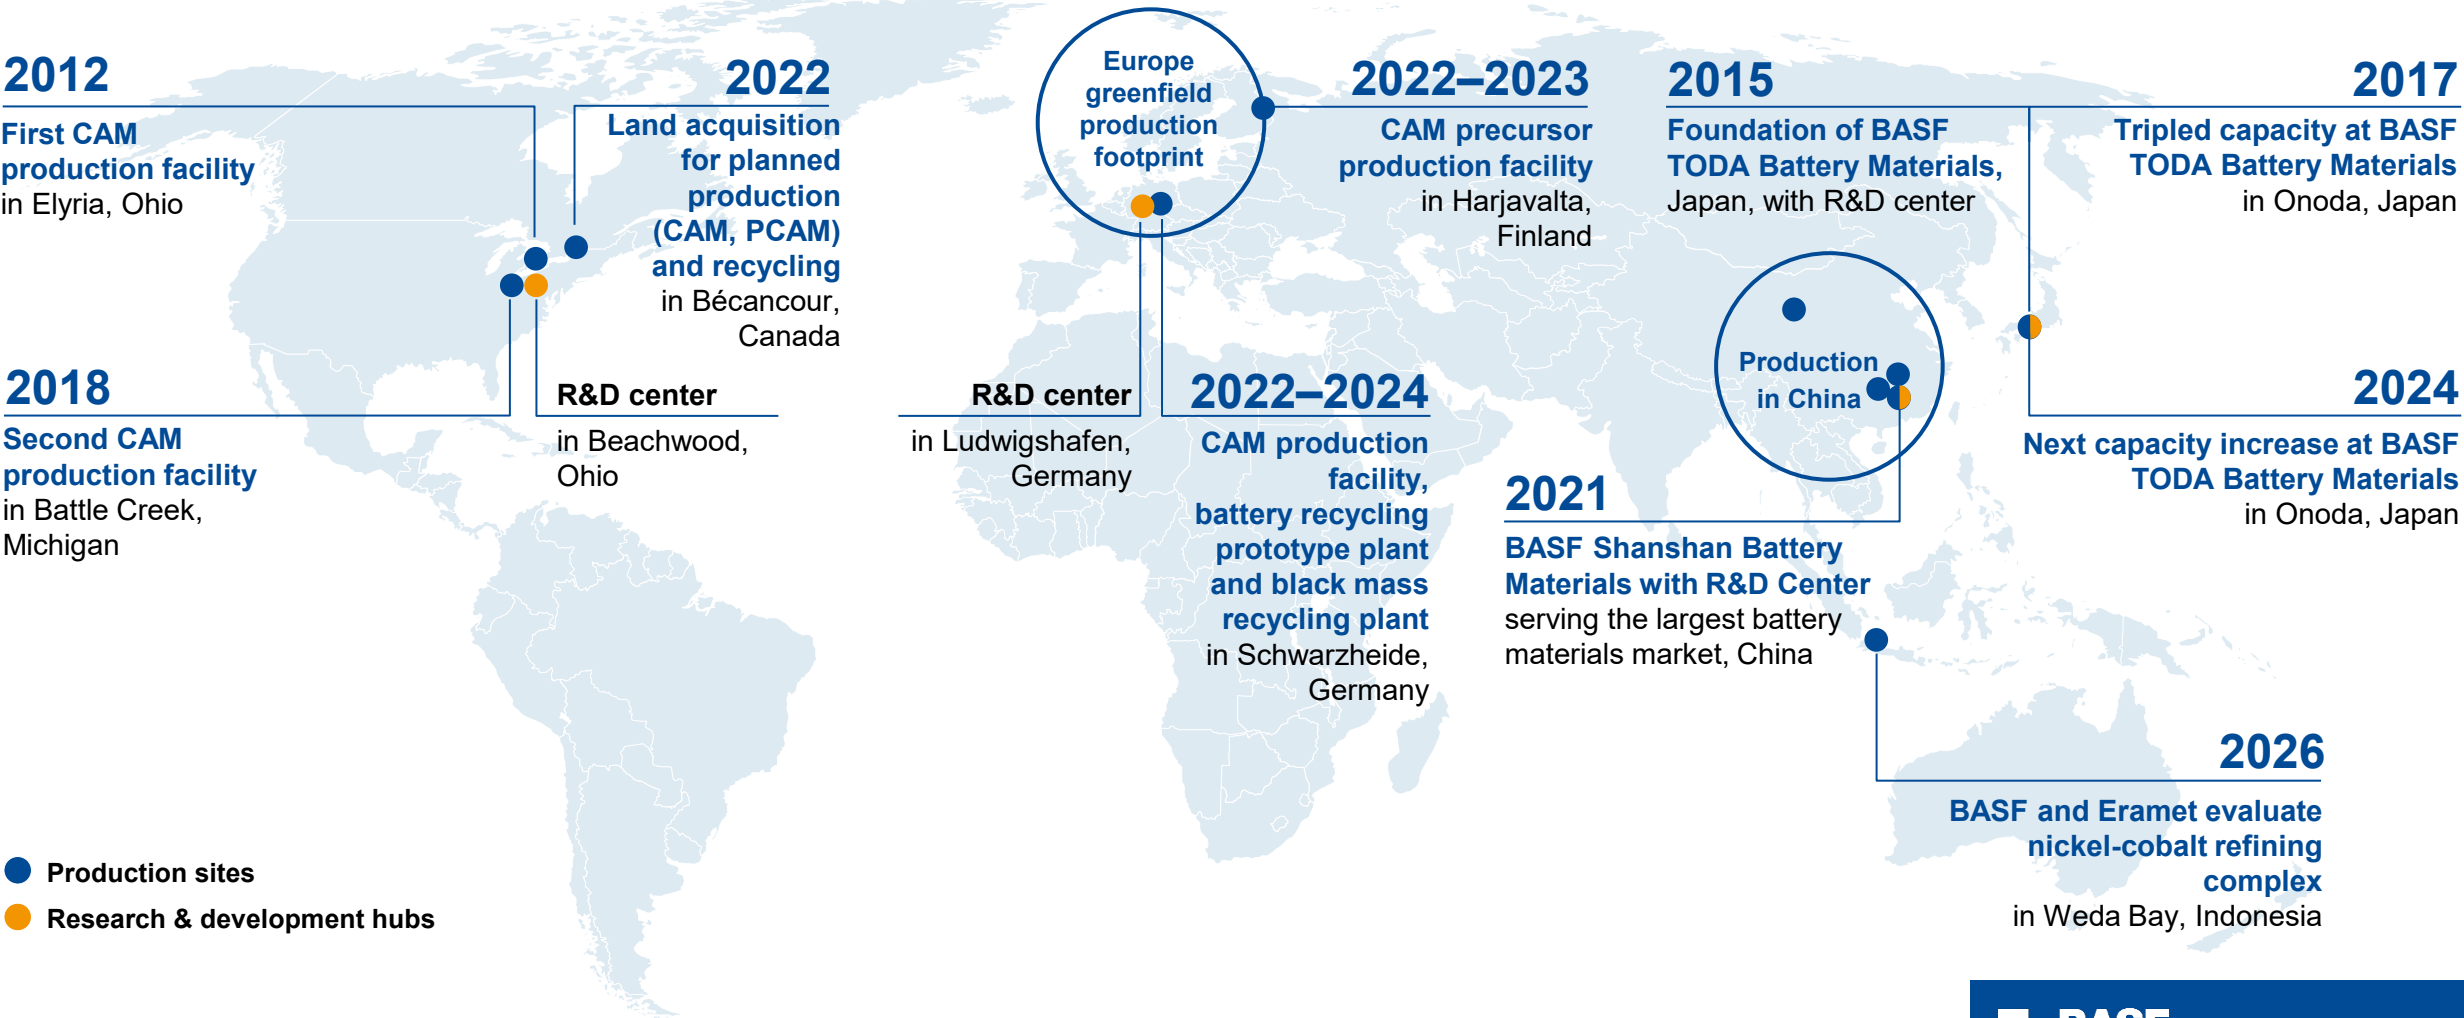 2012
First CAM
production facility
in Elyria, Ohio
2022
Land acquisition
for planned
production
(CAM, PCAM)
and recycling
in Bécancour,
Canada
2018
Second CAM
production facility
in Battle Creek,
Michigan
R&D center
in Beachwood,
Ohio
Europe
greenfield
production
footprint
2022–2023
CAM precursor
production facility
in Harjavalta,
Finland
R&D center
in Ludwigshafen,
Germany
2022–2024
CAM production
facility,
battery recycling
prototype plant
and black mass
recycling plant
in Schwarzheide,
Germany
2015
Foundation of BASF
TODA Battery Materials,
Japan, with R&D center
2017
Tripled capacity at BASF
TODA Battery Materials
in Onoda, Japan
Production
in China
2024
Next capacity increase at BASF
TODA Battery Materials
in Onoda, Japan
2021
BASF Shanshan Battery
Materials with R&D Center
serving the largest battery
materials market, China
2026
BASF and Eramet evaluate
nickel-cobalt refining
complex
in Weda Bay, Indonesia
Production sites
Research & development hubs
BASF